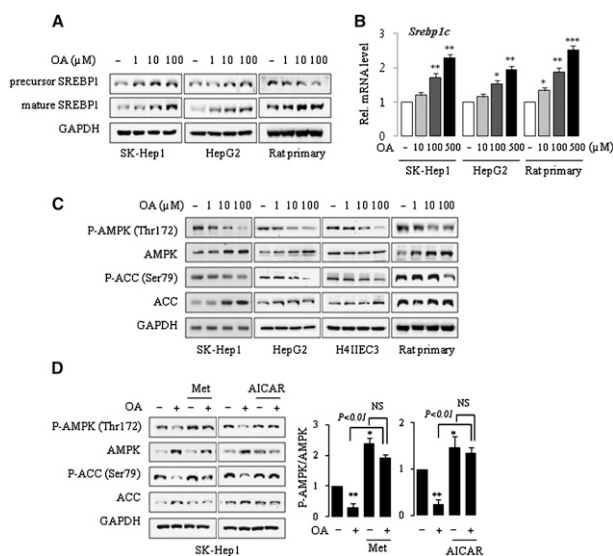 A
OA (µM) – 1 10 100 – 1 10 100 – 1 10 100
precursor SREBP1
mature SREBP1
GAPDH
SK-Hep1 HepG2 Rat primary
B
Srebp1c
Rel. mRNA level
3
2
1
0
** ** * ** * ** ***
OA – 10 100 500 – 10 100 500 – 10 100 500 (µM)
SK-Hep1 HepG2 Rat primary
C
OA (µM) – 1 10 100 – 1 10 100 – 1 10 100 – 1 10 100
P-AMPK (Thr172)
AMPK
P-ACC (Ser79)
ACC
GAPDH
SK-Hep1 HepG2 H4IIEC3 Rat primary
D
Met AICAR
OA – + – + – + – +
P-AMPK (Thr172)
AMPK
P-ACC (Ser79)
ACC
GAPDH
SK-Hep1
P-AMPK/AMPK
NS
P<0.01
3
2
1
0
** *
OA – + – +
Met
NS
P<0.01
2
1
0
** *
– + – +
AICAR